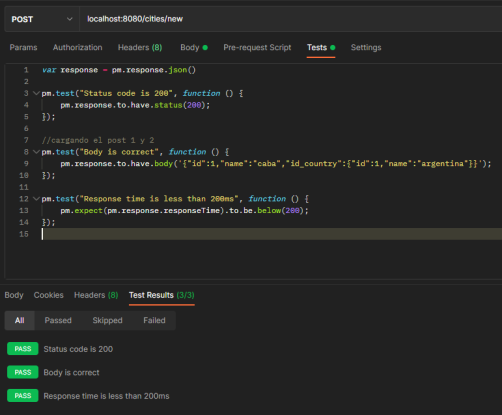 POST localhost:8080/cities/new
Params Authorization Headers (8) Body Pre-request Script Tests Settings
1 var response = pm.response.json()
2
3 pm.test("Status code is 200", function () {
4 pm.response.to.have.status(200);
5 });
6
7 //cargando el post 1 y 2
8 pm.test("Body is correct", function () {
9 pm.response.to.have.body('{"id":1,"name":"caba","id_country":{"id":1,"name":"argentina"}}');
10 });
11
12 pm.test("Response time is less than 200ms", function () {
13 pm.expect(pm.response.responseTime).to.be.below(200);
14 });
15
Body Cookies Headers (8) Test Results (3/3)
All Passed Skipped Failed
PASS Status code is 200
PASS Body is correct
PASS Response time is less than 200ms